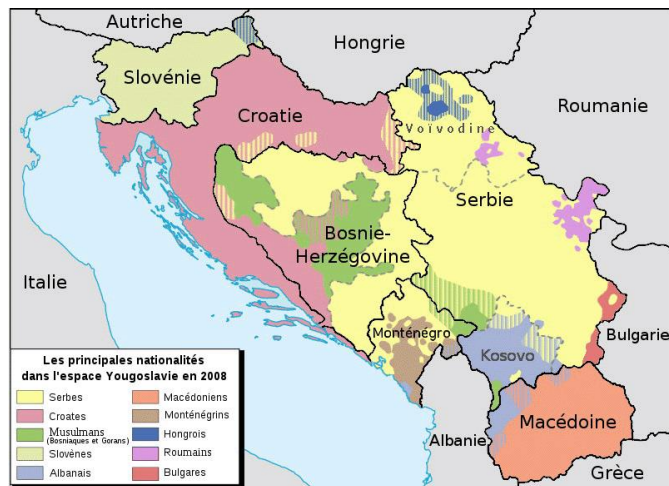 Autriche
Hongrie
Slovénie
Roumanie
Croatie
Voïvodine
Serbie
Bosnie-
Herzégovine
Italie
Monténégro
Bulgarie
Kosovo
Albanie
Macédoine
Grèce
Les principales nationalités
dans l'espace Yougoslavie en 2008
Serbes
Croates
Musulmans
(Bosniaques et Gorans)
Slovènes
Albanais
Macédoniens
Monténégrins
Hongrois
Roumains
Bulgares